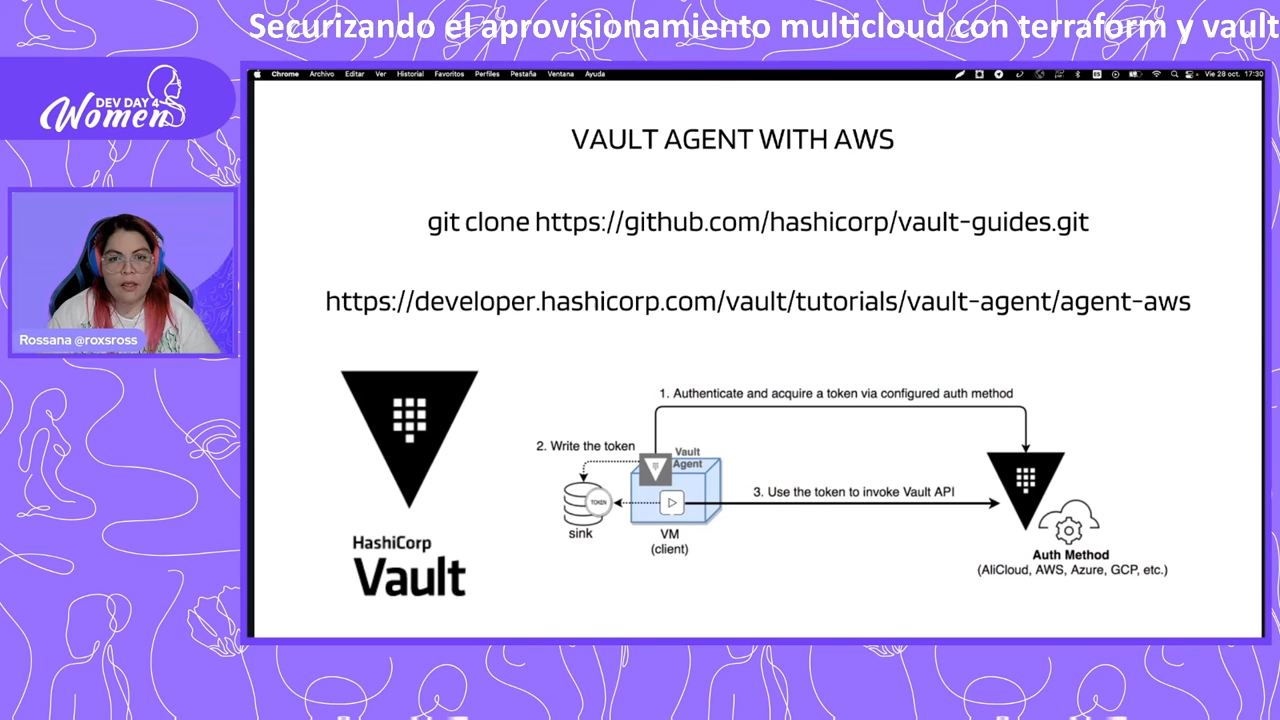 Securizando el aprovisionamiento multicloud con terraform y vault
DEV DAY 4
Women
Chrome Archivo Editar Ver Historial Favoritos Perfiles Pestaña Ventana Ayuda
Vie 28 oct. 17:30
VAULT AGENT WITH AWS
git clone https://github.com/hashicorp/vault-guides.git
https://developer.hashicorp.com/vault/tutorials/vault-agent/agent-aws
Rossana @roxsross
1. Authenticate and acquire a token via configured auth method
2. Write the token
Vault
Agent
TOKEN
3. Use the token to invoke Vault API
sink
VM
(client)
Auth Method
(AliCloud, AWS, Azure, GCP, etc.)
HashiCorp
Vault